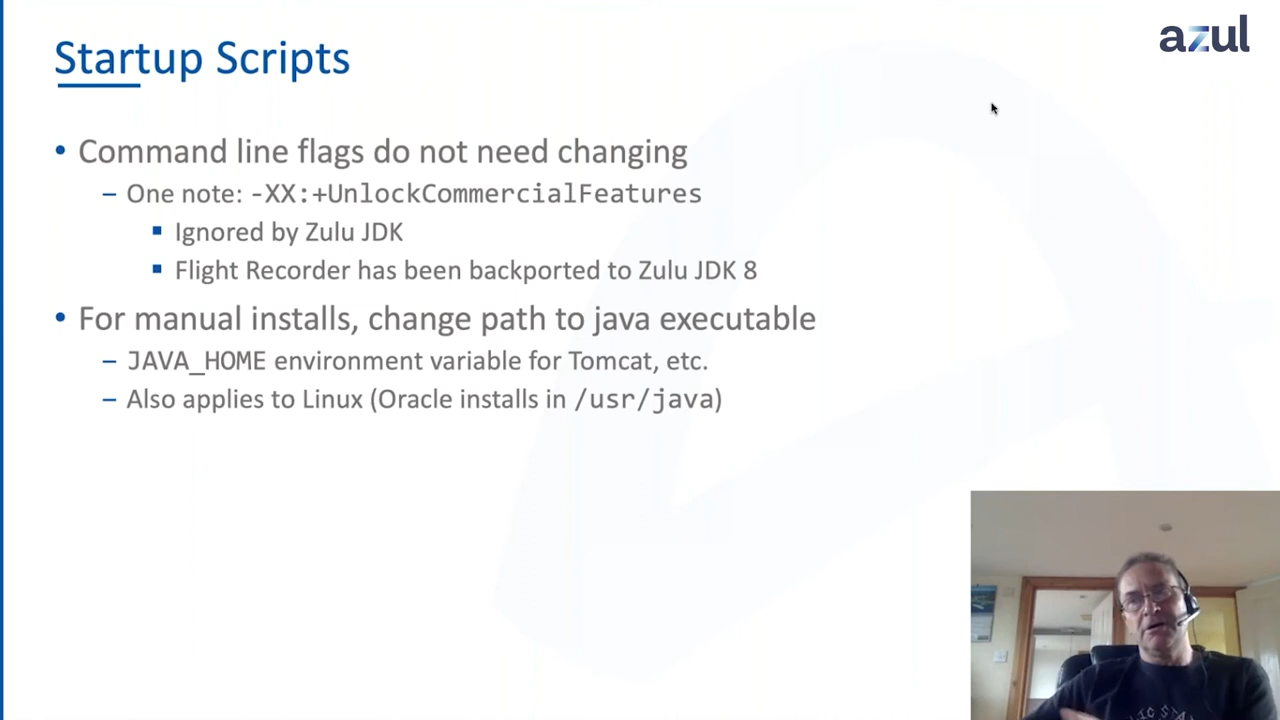 Startup Scripts
azul
• Command line flags do not need changing
– One note: -XX:+UnlockCommercialFeatures
▪ Ignored by Zulu JDK
▪ Flight Recorder has been backported to Zulu JDK 8
• For manual installs, change path to java executable
– JAVA_HOME environment variable for Tomcat, etc.
– Also applies to Linux (Oracle installs in /usr/java)